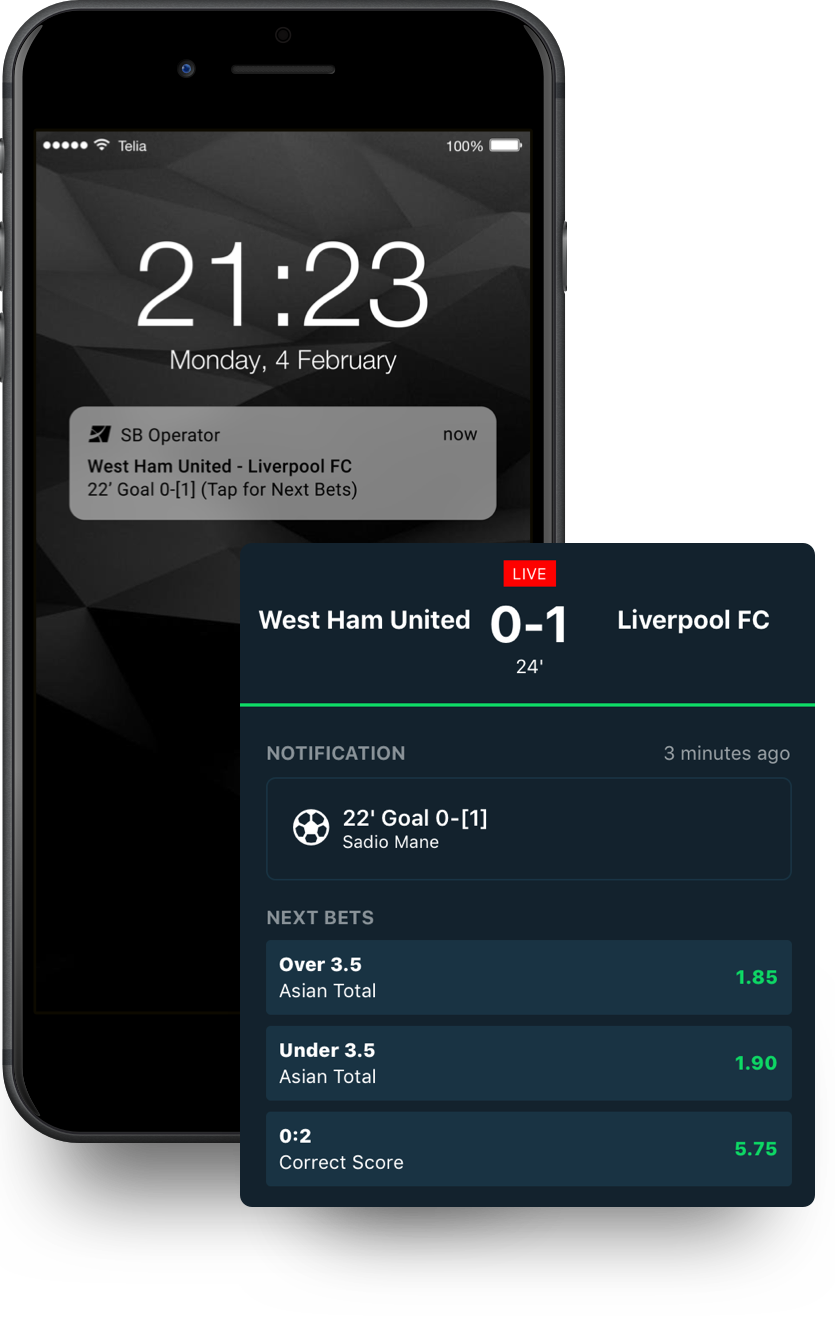 Telia
100%
21:23
Monday, 4 February
SB Operator
now
West Ham United - Liverpool FC
22’ Goal 0-[1] (Tap for Next Bets)
LIVE
West Ham United 0-1 Liverpool FC
24'
NOTIFICATION
3 minutes ago
22' Goal 0-[1]
Sadio Mane
NEXT BETS
Over 3.5
Asian Total
1.85
Under 3.5
Asian Total
1.90
0:2
Correct Score
5.75